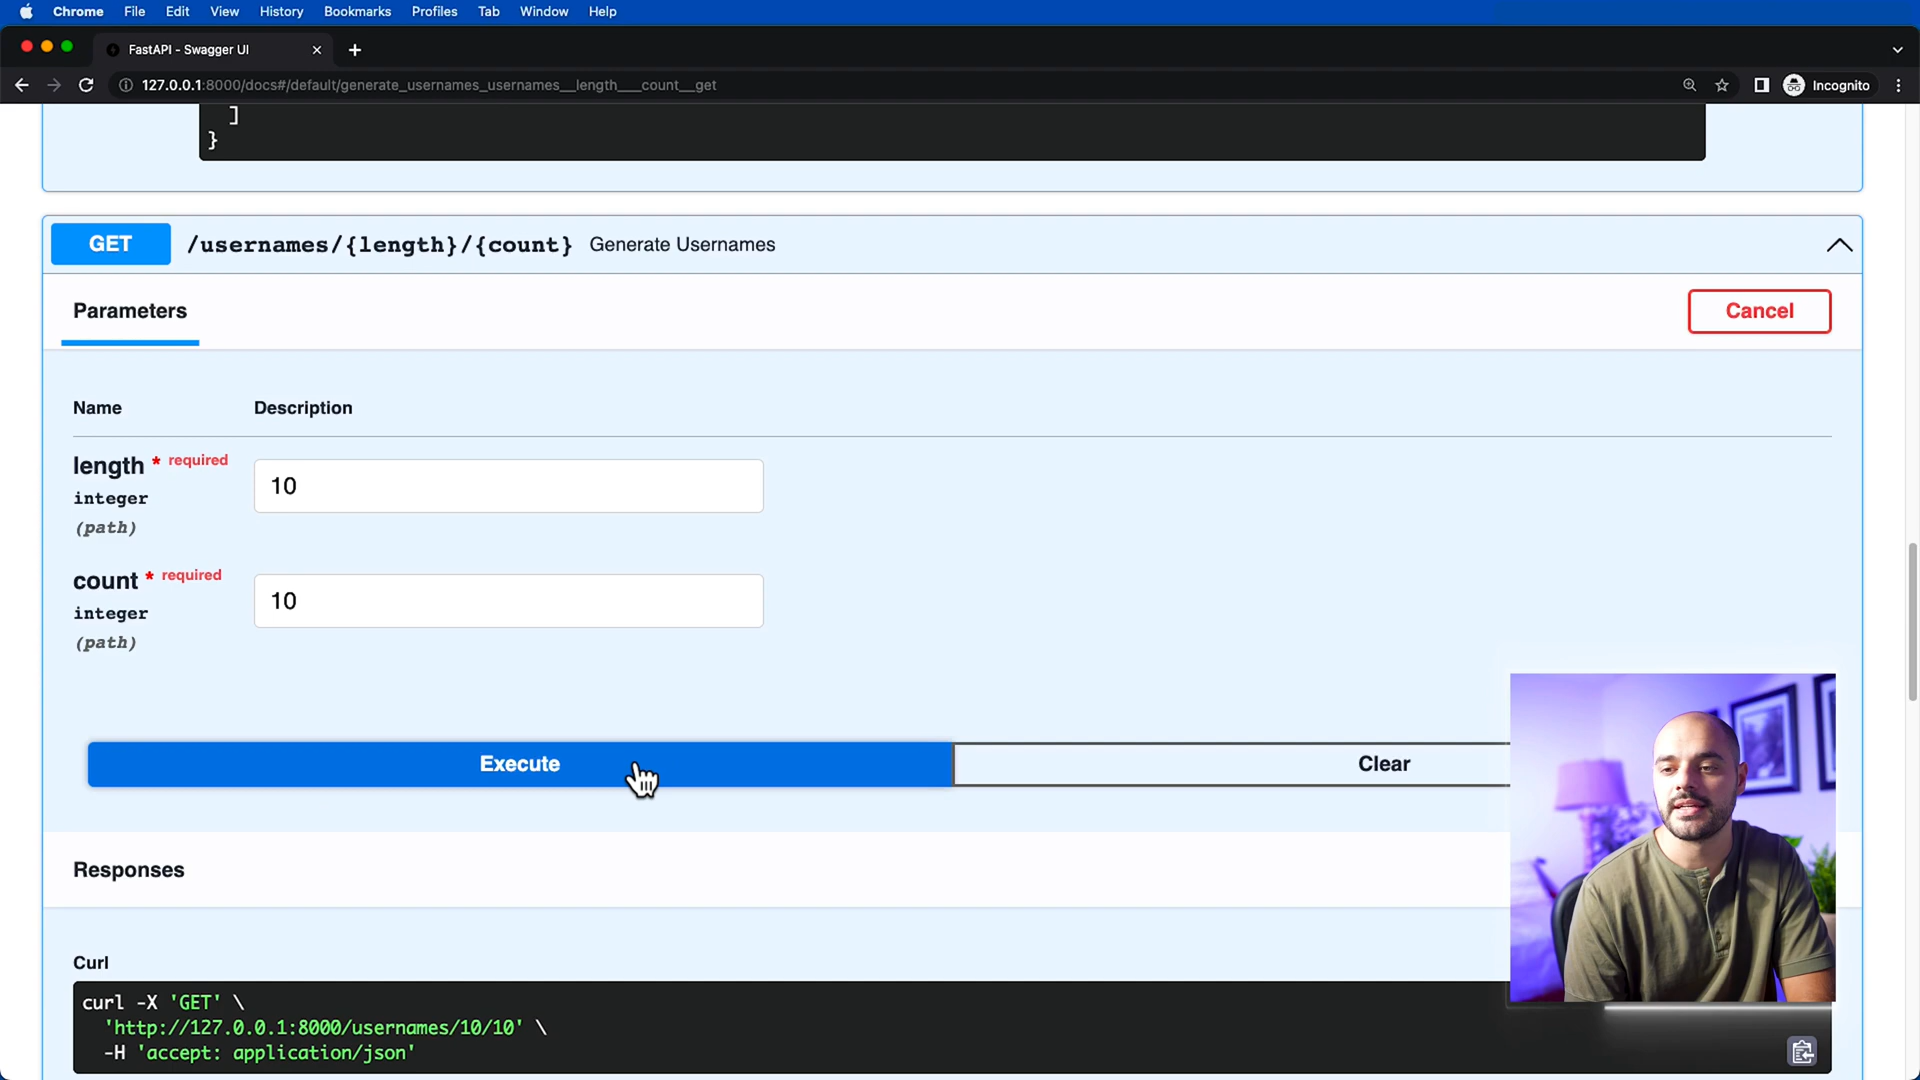 Chrome File Edit View History Bookmarks Profiles Tab Window Help
FastAPI - Swagger UI
127.0.0.1:8000/docs#/default/generate_usernames_usernames__length___count__get
Incognito
]
}
GET /usernames/{length}/{count} Generate Usernames
Parameters
Cancel
Name Description
length * required
integer
(path)
10
count * required
integer
(path)
10
Execute
Clear
Responses
Curl
curl -X 'GET' \
'http://127.0.0.1:8000/usernames/10/10' \
-H 'accept: application/json'